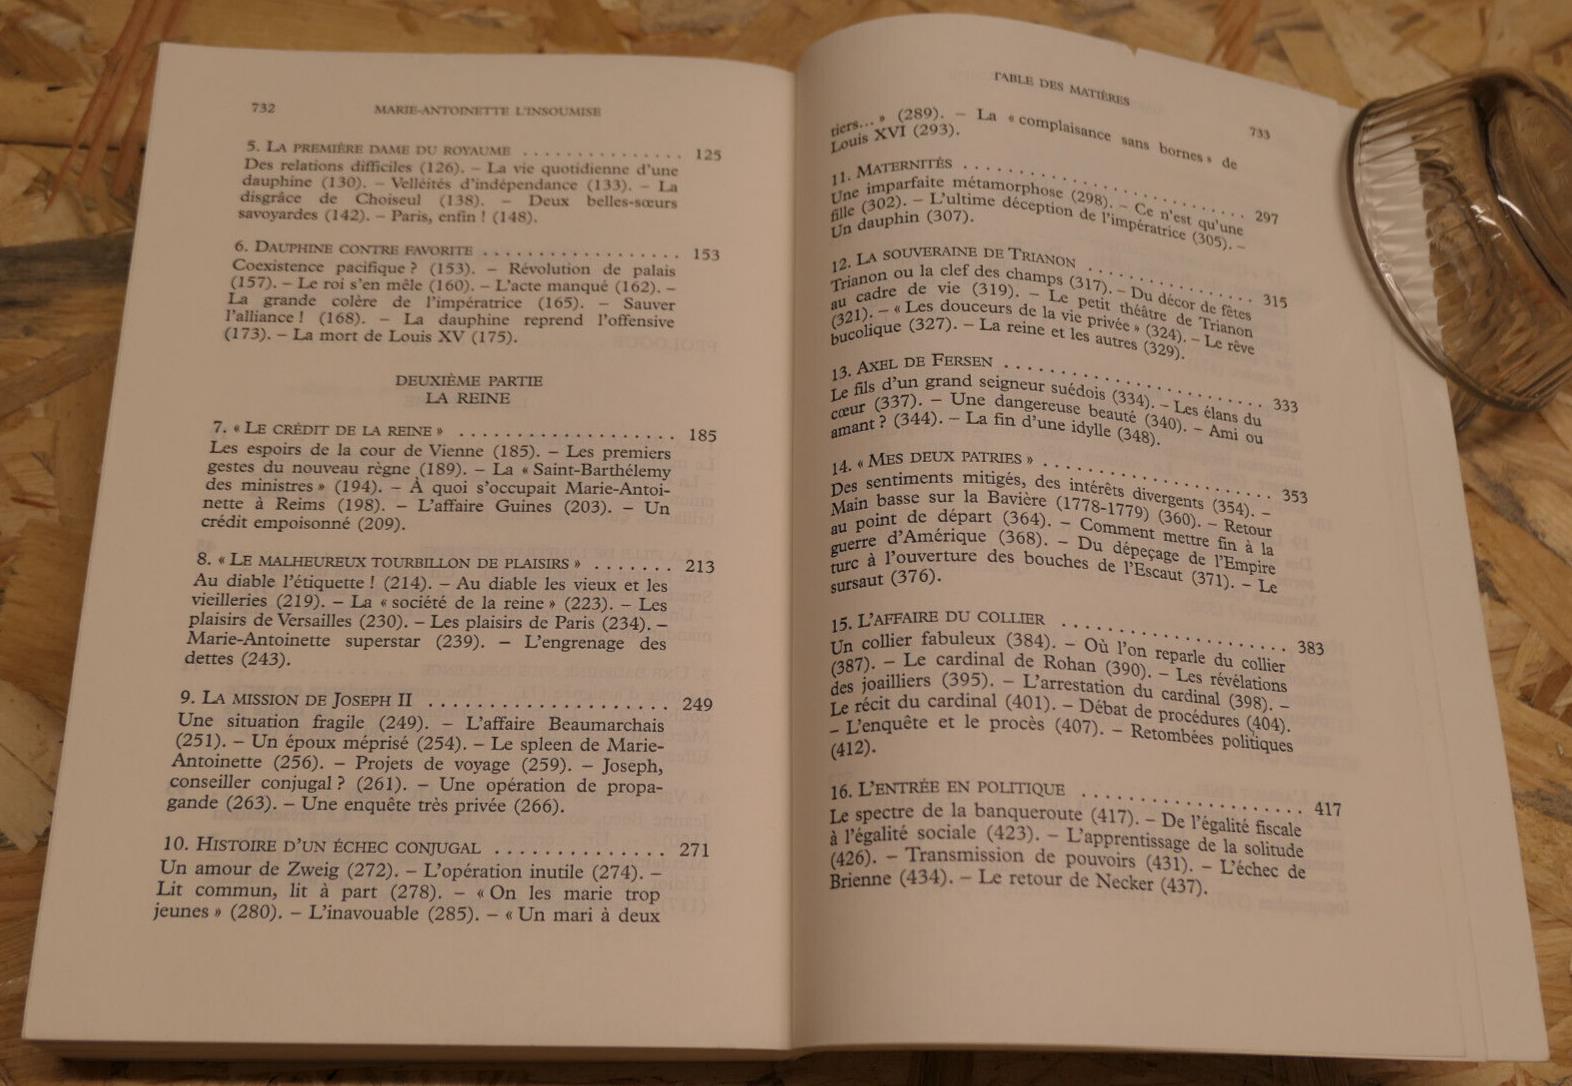 732 MARIE-ANTOINETTE L'INSOUMISE
5. LA PREMIÈRE DAME DU ROYAUME . . . . . . . . . . . . . . . 125
Des relations difficiles (126). – La vie quotidienne d'une
dauphine (130). – Velléités d'indépendance (133). – La
disgrâce de Choiseul (138). – Deux belles-sœurs
savoyardes (142). – Paris, enfin ! (148).
6. DAUPHINE CONTRE FAVORITE . . . . . . . . . . . . . . . . . . 153
Coexistence pacifique ? (153). – Révolution de palais
(157). – Le roi s'en mêle (160). – L'acte manqué (162). –
La grande colère de l'impératrice (165). – Sauver
l'alliance ! (168). – La dauphine reprend l'offensive
(173). – La mort de Louis XV (175).
DEUXIÈME PARTIE
LA REINE
7. « LE CRÉDIT DE LA REINE » . . . . . . . . . . . . . . . . . . . 185
Les espoirs de la cour de Vienne (185). – Les premiers
gestes du nouveau règne (189). – La « Saint-Barthélemy
des ministres » (194). – À quoi s'occupait Marie-Antoi-
nette à Reims (198). – L'affaire Guines (203). – Un
crédit empoisonné (209).
8. « LE MALHEUREUX TOURBILLON DE PLAISIRS » . . . . . . . 213
Au diable l'étiquette ! (214). – Au diable les vieux et les
vieilleries (219). – La « société de la reine » (223). – Les
plaisirs de Versailles (230). – Les plaisirs de Paris (234). –
Marie-Antoinette superstar (239). – L'engrenage des
dettes (243).
9. LA MISSION DE JOSEPH II . . . . . . . . . . . . . . . . . . . . . 249
Une situation fragile (249). – L'affaire Beaumarchais
(251). – Un époux méprisé (254). – Le spleen de Marie-
Antoinette (256). – Projets de voyage (259). – Joseph,
conseiller conjugal ? (261). – Une opération de propa-
gande (263). – Une enquête très privée (266).
10. HISTOIRE D'UN ÉCHEC CONJUGAL . . . . . . . . . . . . . . 271
Un amour de Zweig (272). – L'opération inutile (274). –
Lit commun, lit à part (278). – « On les marie trop
jeunes » (280). – L'inavouable (285). – « Un mari à deux
TABLE DES MATIÈRES 733
tiers... » (289). – La « complaisance sans bornes » de
Louis XVI (293).
11. MATERNITÉS . . . . . . . . . . . . . . . . . . . . . . . . . . . . 297
Une imparfaite métamorphose (298). – Ce n'est qu'une
fille (302). – L'ultime déception de l'impératrice (305). –
Un dauphin (307).
12. LA SOUVERAINE DE TRIANON . . . . . . . . . . . . . . . . . 315
Trianon ou la clef des champs (317). – Du décor de fêtes
au cadre de vie (319). – Le petit théâtre de Trianon
(321). – « Les douceurs de la vie privée » (324). – Le rêve
bucolique (327). – La reine et les autres (329).
13. AXEL DE FERSEN . . . . . . . . . . . . . . . . . . . . . . . . . 333
Le fils d'un grand seigneur suédois (334). – Les élans du
cœur (337). – Une dangereuse beauté (340). – Ami ou
amant ? (344). – La fin d'une idylle (348).
14. « MES DEUX PATRIES » . . . . . . . . . . . . . . . . . . . . . . 353
Des sentiments mitigés, des intérêts divergents (354). –
Main basse sur la Bavière (1778-1779) (360). – Retour
au point de départ (364). – Comment mettre fin à la
guerre d'Amérique (368). – Du dépeçage de l'Empire
turc à l'ouverture des bouches de l'Escaut (371). – Le
sursaut (376).
15. L'AFFAIRE DU COLLIER . . . . . . . . . . . . . . . . . . . . . 383
Un collier fabuleux (384). – Où l'on reparle du collier
(387). – Le cardinal de Rohan (390). – Les révélations
des joailliers (395). – L'arrestation du cardinal (398). –
Le récit du cardinal (401). – Débat de procédures (404).
– L'enquête et le procès (407). – Retombées politiques
(412).
16. L'ENTRÉE EN POLITIQUE . . . . . . . . . . . . . . . . . . . . 417
Le spectre de la banqueroute (417). – De l'égalité fiscale
à l'égalité sociale (423). – L'apprentissage de la solitude
(426). – Transmission de pouvoirs (431). – L'échec de
Brienne (434). – Le retour de Necker (437).